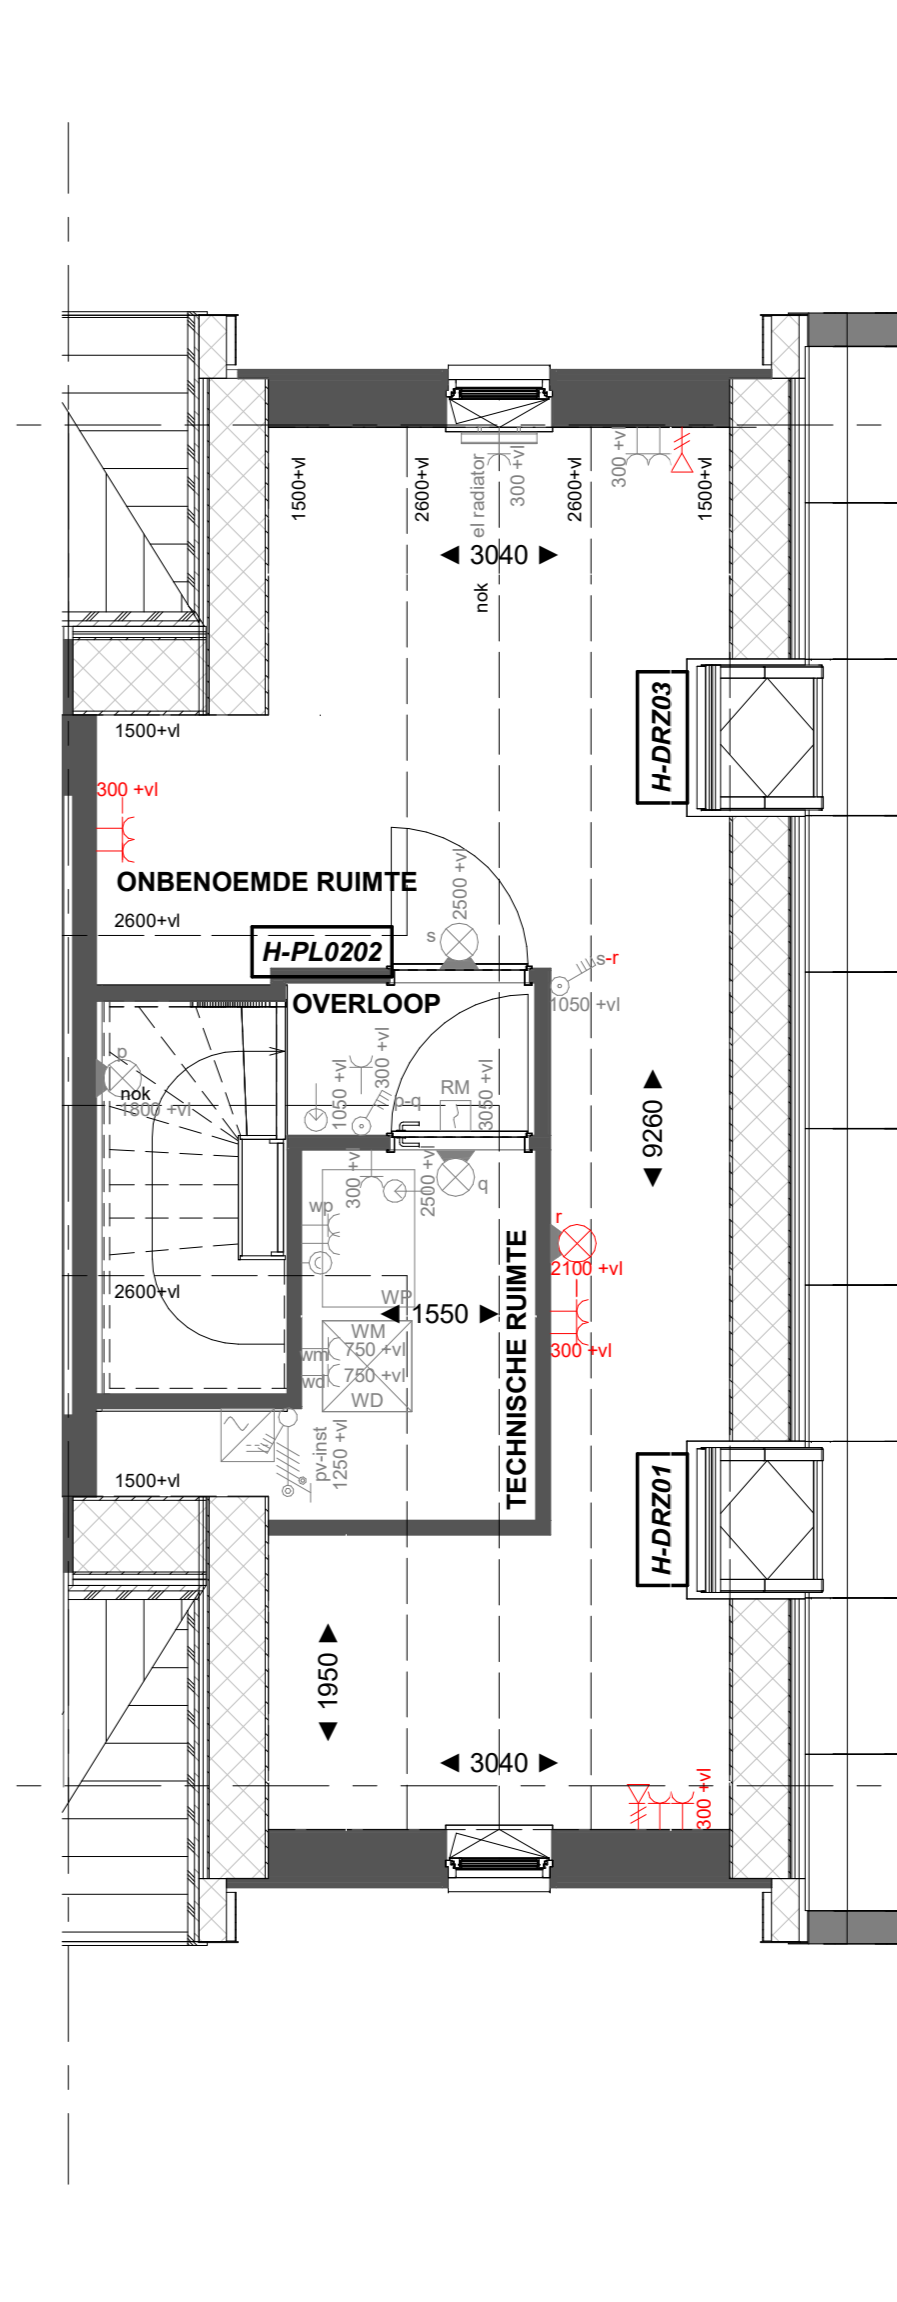 1500+vl
2600+vl
el radiator
300 +vl
2600+vl
300 +vl
1500+vl
3040
nok
H-DRZ03
1500+vl
300 +vl
ONBENOEMDE RUIMTE
2500 +vl
s
2600+vl
H-PL0202
s-r
1050 +vl
OVERLOOP
p
nok
1800 +vl
1050 +vl
300 +vl
p-q
RM
3050 +vl
9260
300 +vl
2500 +vl
q
wp
r
2100 +vl
2600+vl
WP
1550
TECHNISCHE RUIMTE
300 +vl
WM
wm
750 +vl
wd
750 +vl
WD
pv-inst
1250 +vl
1500+vl
H-DRZ01
1950
3040
300 +vl